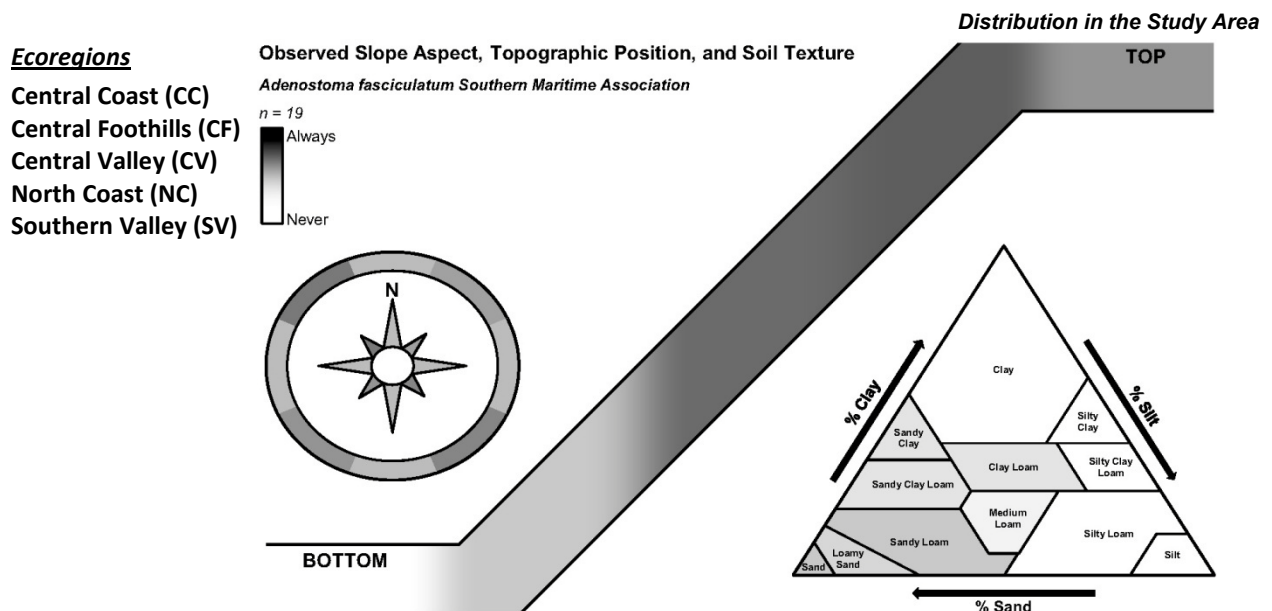 Distribution in the Study Area
Ecoregions
Central Coast (CC)
Central Foothills (CF)
Central Valley (CV)
North Coast (NC)
Southern Valley (SV)
Observed Slope Aspect, Topographic Position, and Soil Texture
Adenostoma fasciculatum Southern Maritime Association
n = 19
Always
Never
TOP
N
BOTTOM
% Clay
% Silt
Clay
Silty
Clay
Sandy
Clay
Clay Loam
Silty Clay
Loam
Sandy Clay Loam
Medium
Loam
Sandy Loam
Silty Loam
Loamy
Sand
Sand
Silt
% Sand